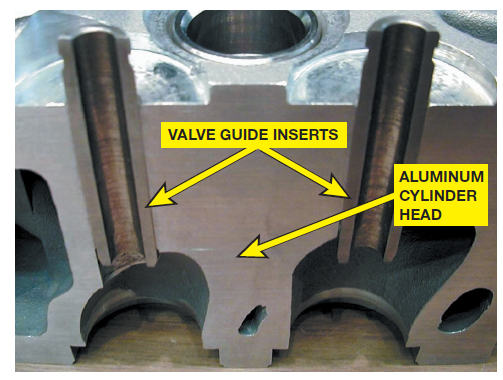 VALVE GUIDE INSERTS
ALUMINUM
CYLINDER
HEAD